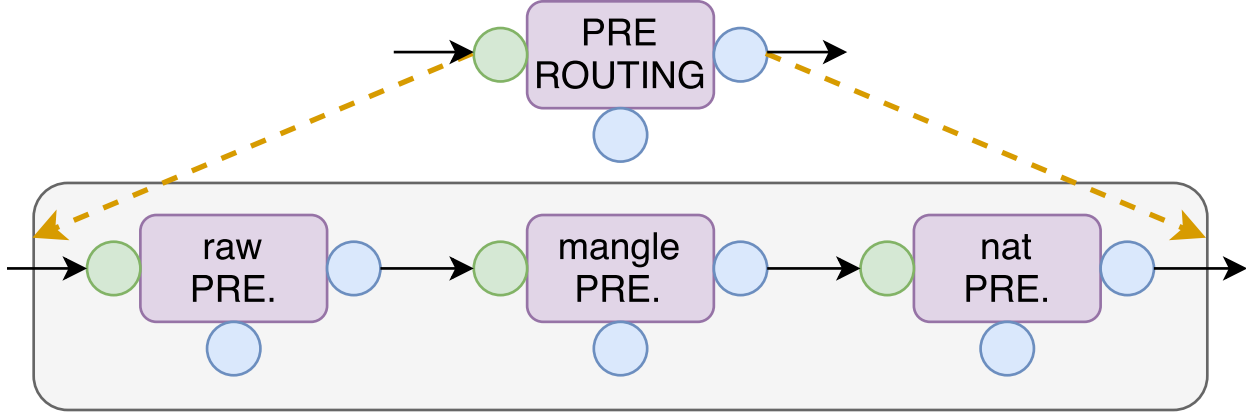 PRE
ROUTING
raw
PRE.
mangle
PRE.
nat
PRE.